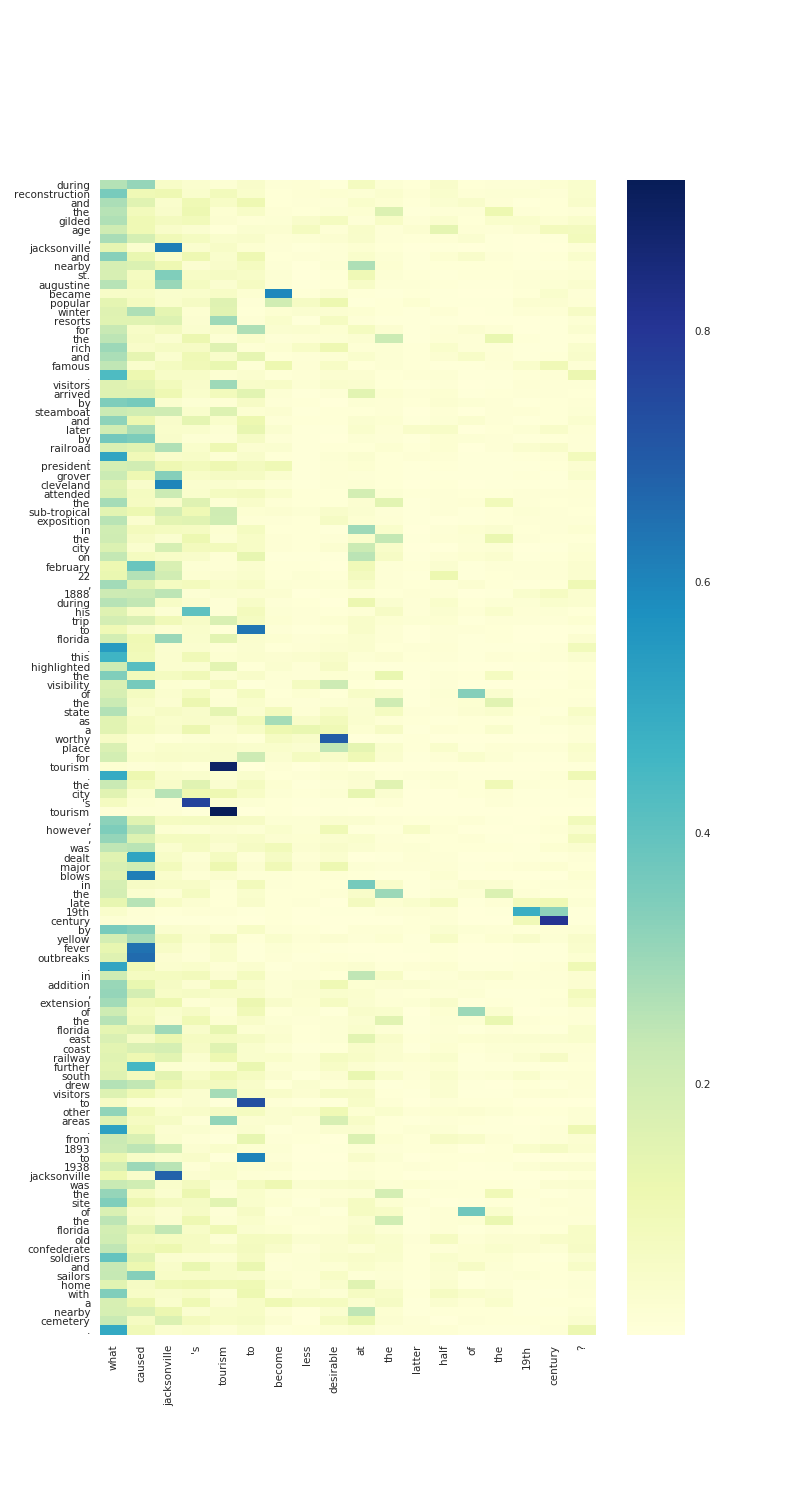 during
reconstruction
and
the
gilded
age
,
jacksonville
and
nearby
st.
augustine
became
popular
winter
resorts
for
the
rich
and
famous
.
visitors
arrived
by
steamboat
and
later
by
railroad
.
president
grover
cleveland
attended
the
sub-tropical
exposition
in
the
city
on
february
22
,
1888
during
his
trip
to
florida
.
this
highlighted
the
visibility
of
the
state
as
a
worthy
place
for
tourism
.
the
city
's
tourism
,
however
,
was
dealt
major
blows
in
the
late
19th
century
by
yellow
fever
outbreaks
.
in
addition
,
extension
of
the
florida
east
coast
railway
further
south
drew
visitors
to
other
areas
.
from
1893
to
1938
jacksonville
was
the
site
of
the
florida
old
confederate
soldiers
and
sailors
home
with
a
nearby
cemetery
.
what
caused
jacksonville
's
tourism
to
become
less
desirable
at
the
latter
half
of
the
19th
century
?
0.8
0.6
0.4
0.2